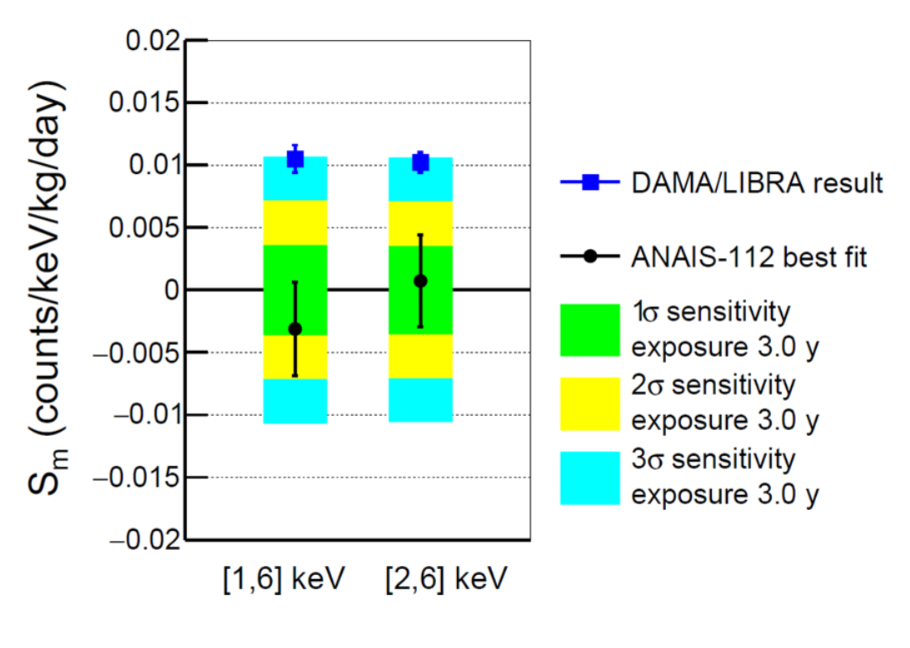 S_m (counts/keV/kg/day)
0.02
0.015
0.01
0.005
0
−0.005
−0.01
−0.015
−0.02
[1,6] keV
[2,6] keV
DAMA/LIBRA result
ANAIS-112 best fit
1σ sensitivity
exposure 3.0 y
2σ sensitivity
exposure 3.0 y
3σ sensitivity
exposure 3.0 y